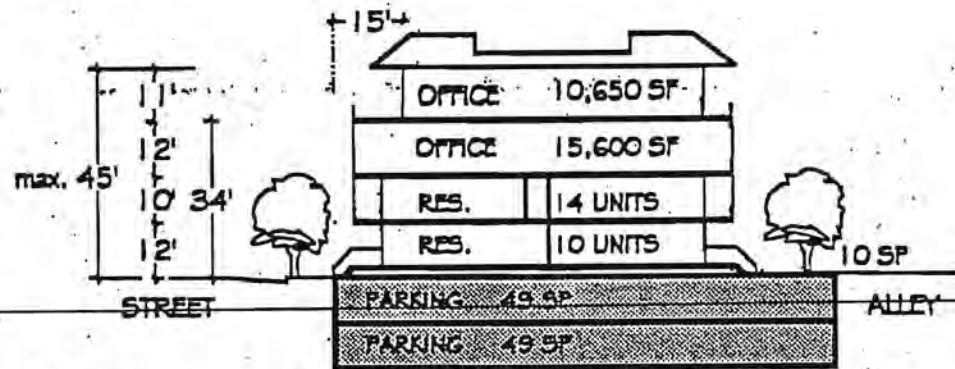 15'
11'
OFFICE 10,650 SF
12'
OFFICE 15,600 SF
max. 45'
10'
34'
RES. 14 UNITS
12'
RES. 10 UNITS
10 SP
STREET
PARKING 49 SP
ALLEY
PARKING 49 SP